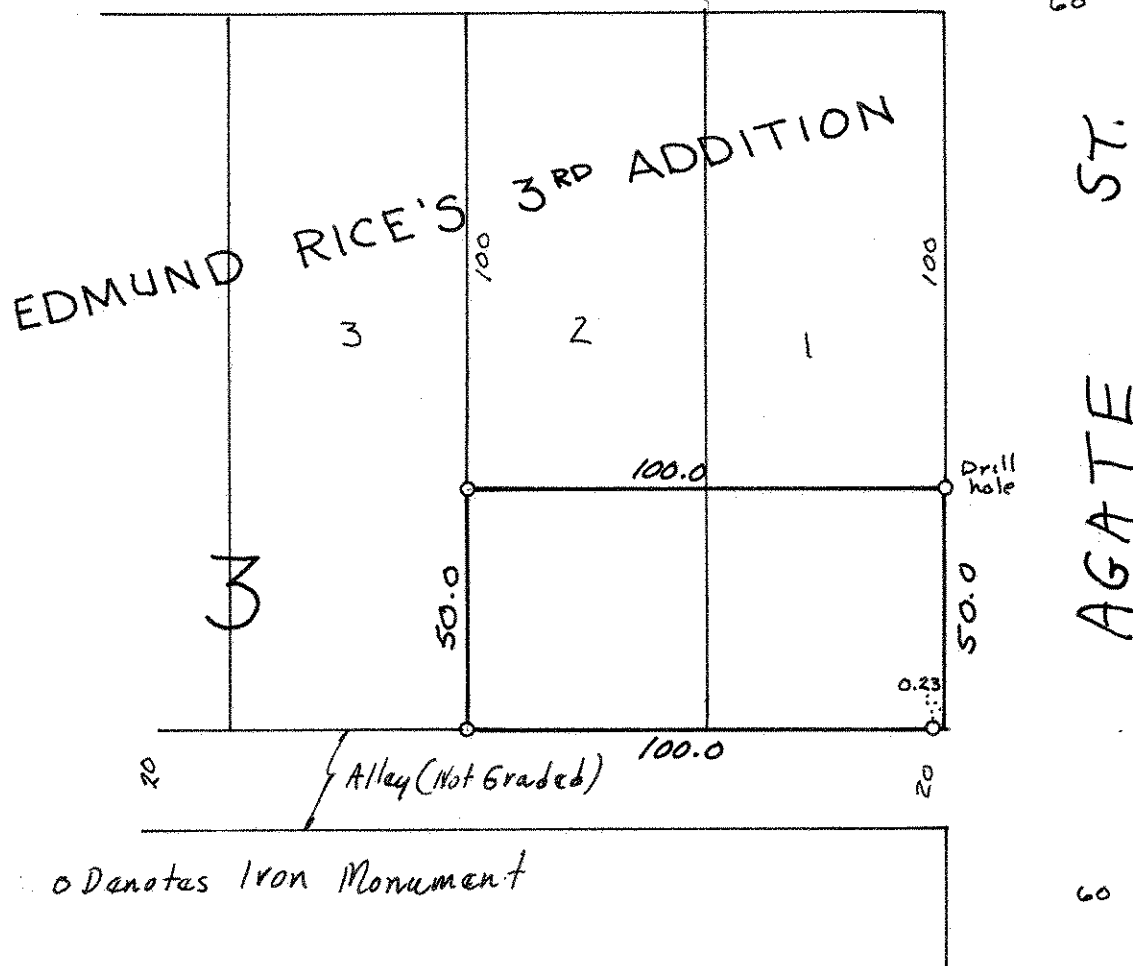 60
ST.
EDMUND RICE'S 3RD ADDITION
100
100
3
2
1
100.0
Drill
hole
AGATE
3
50.0
50.0
0.23
100.0
20
Alley (Not Graded)
20
o Denotes Iron Monument
60